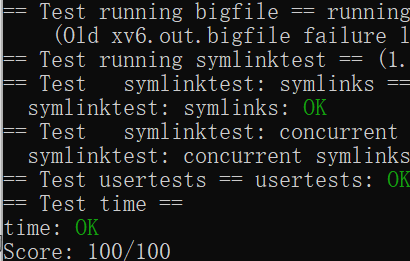 == Test running bigfile == running
(Old xv6.out.bigfile failure l
== Test running symlinktest == (1.
== Test   symlinktest: symlinks ==
symlinktest: symlinks: OK
== Test   symlinktest: concurrent
symlinktest: concurrent symlinks
== Test usertests == usertests: OK
== Test time ==
time: OK
Score: 100/100